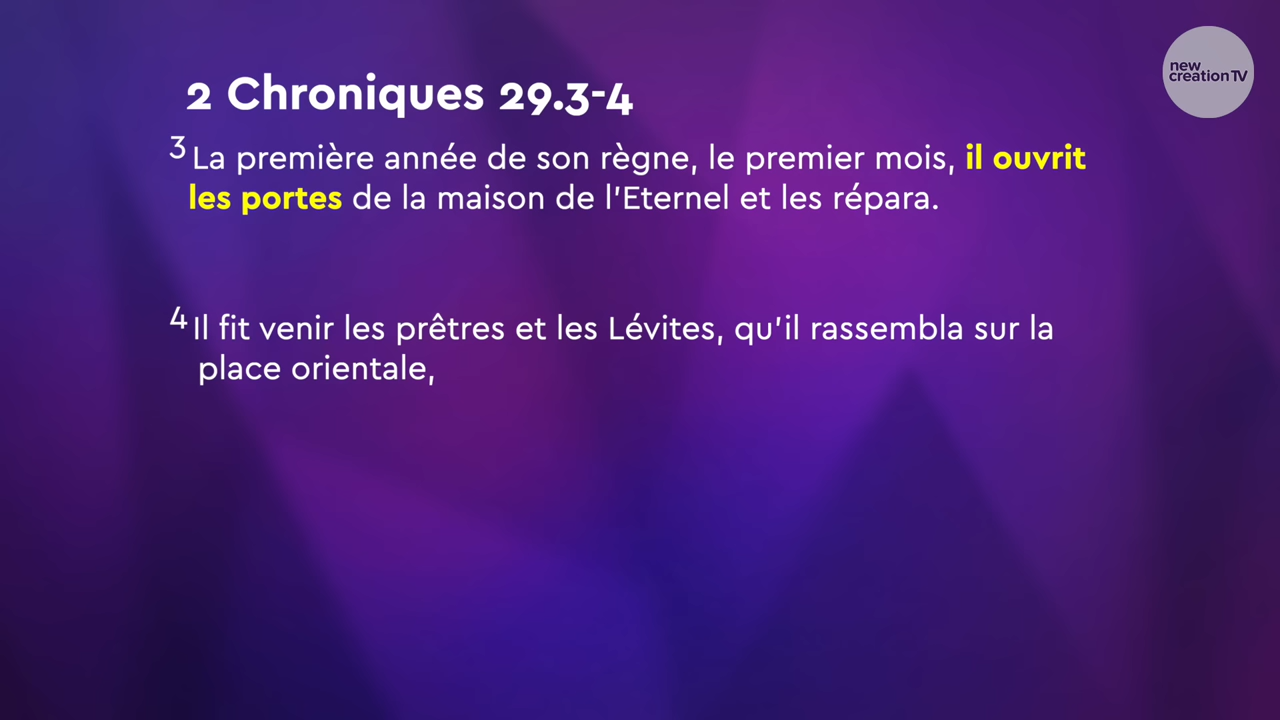 new
creation TV
2 Chroniques 29.3-4
3 La première année de son règne, le premier mois, il ouvrit
les portes de la maison de l'Eternel et les répara.
4 Il fit venir les prêtres et les Lévites, qu'il rassembla sur la
place orientale,